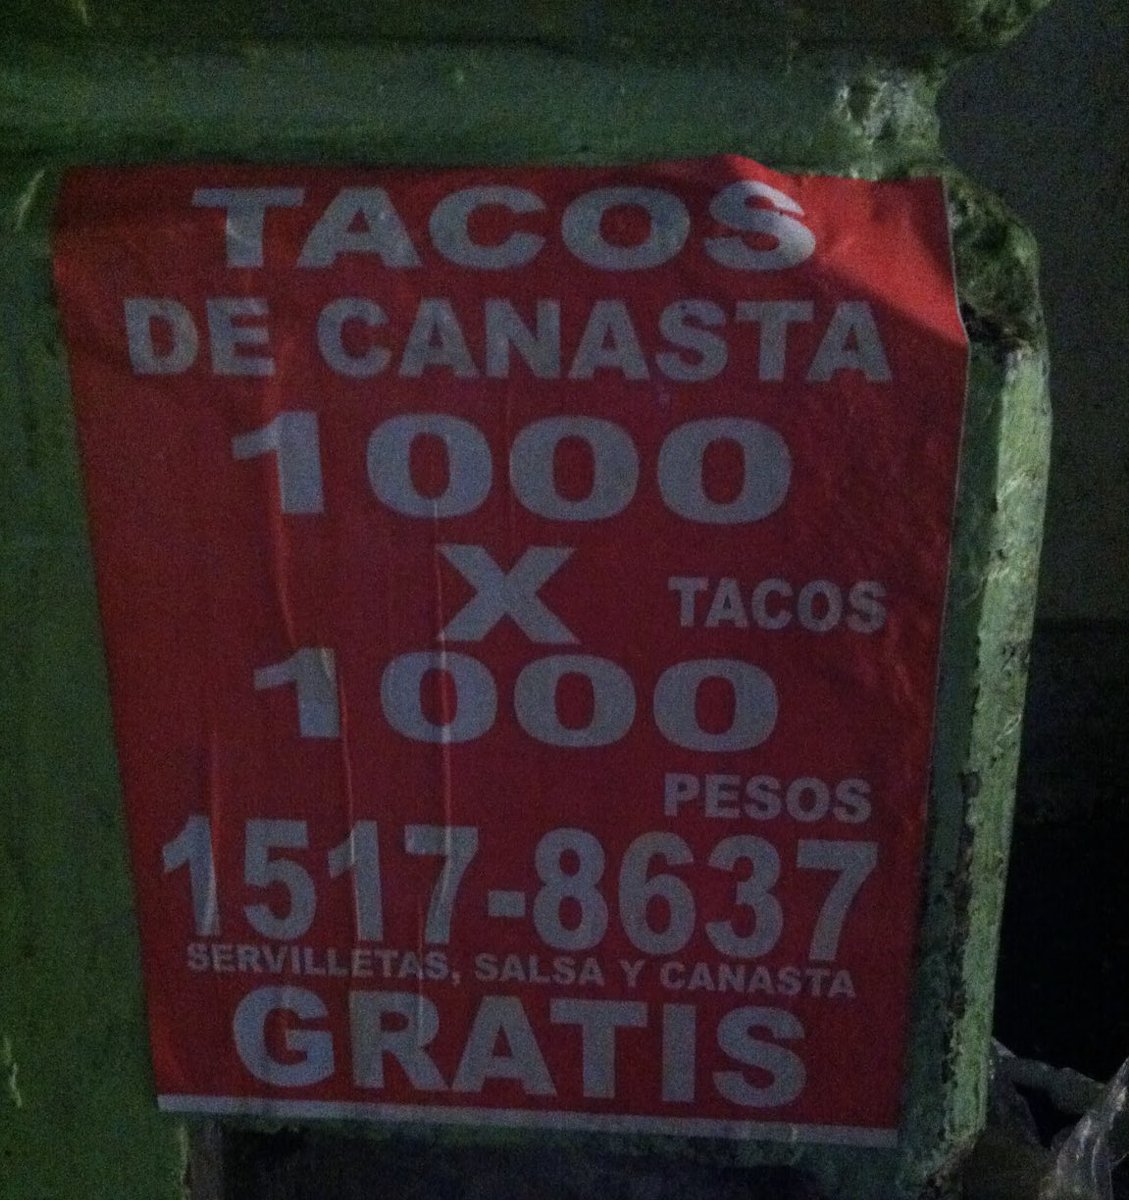 TACOS
DE CANASTA
1000
X TACOS
1000
PESOS
1517-8637
SERVILLETAS, SALSA Y CANASTA
GRATIS